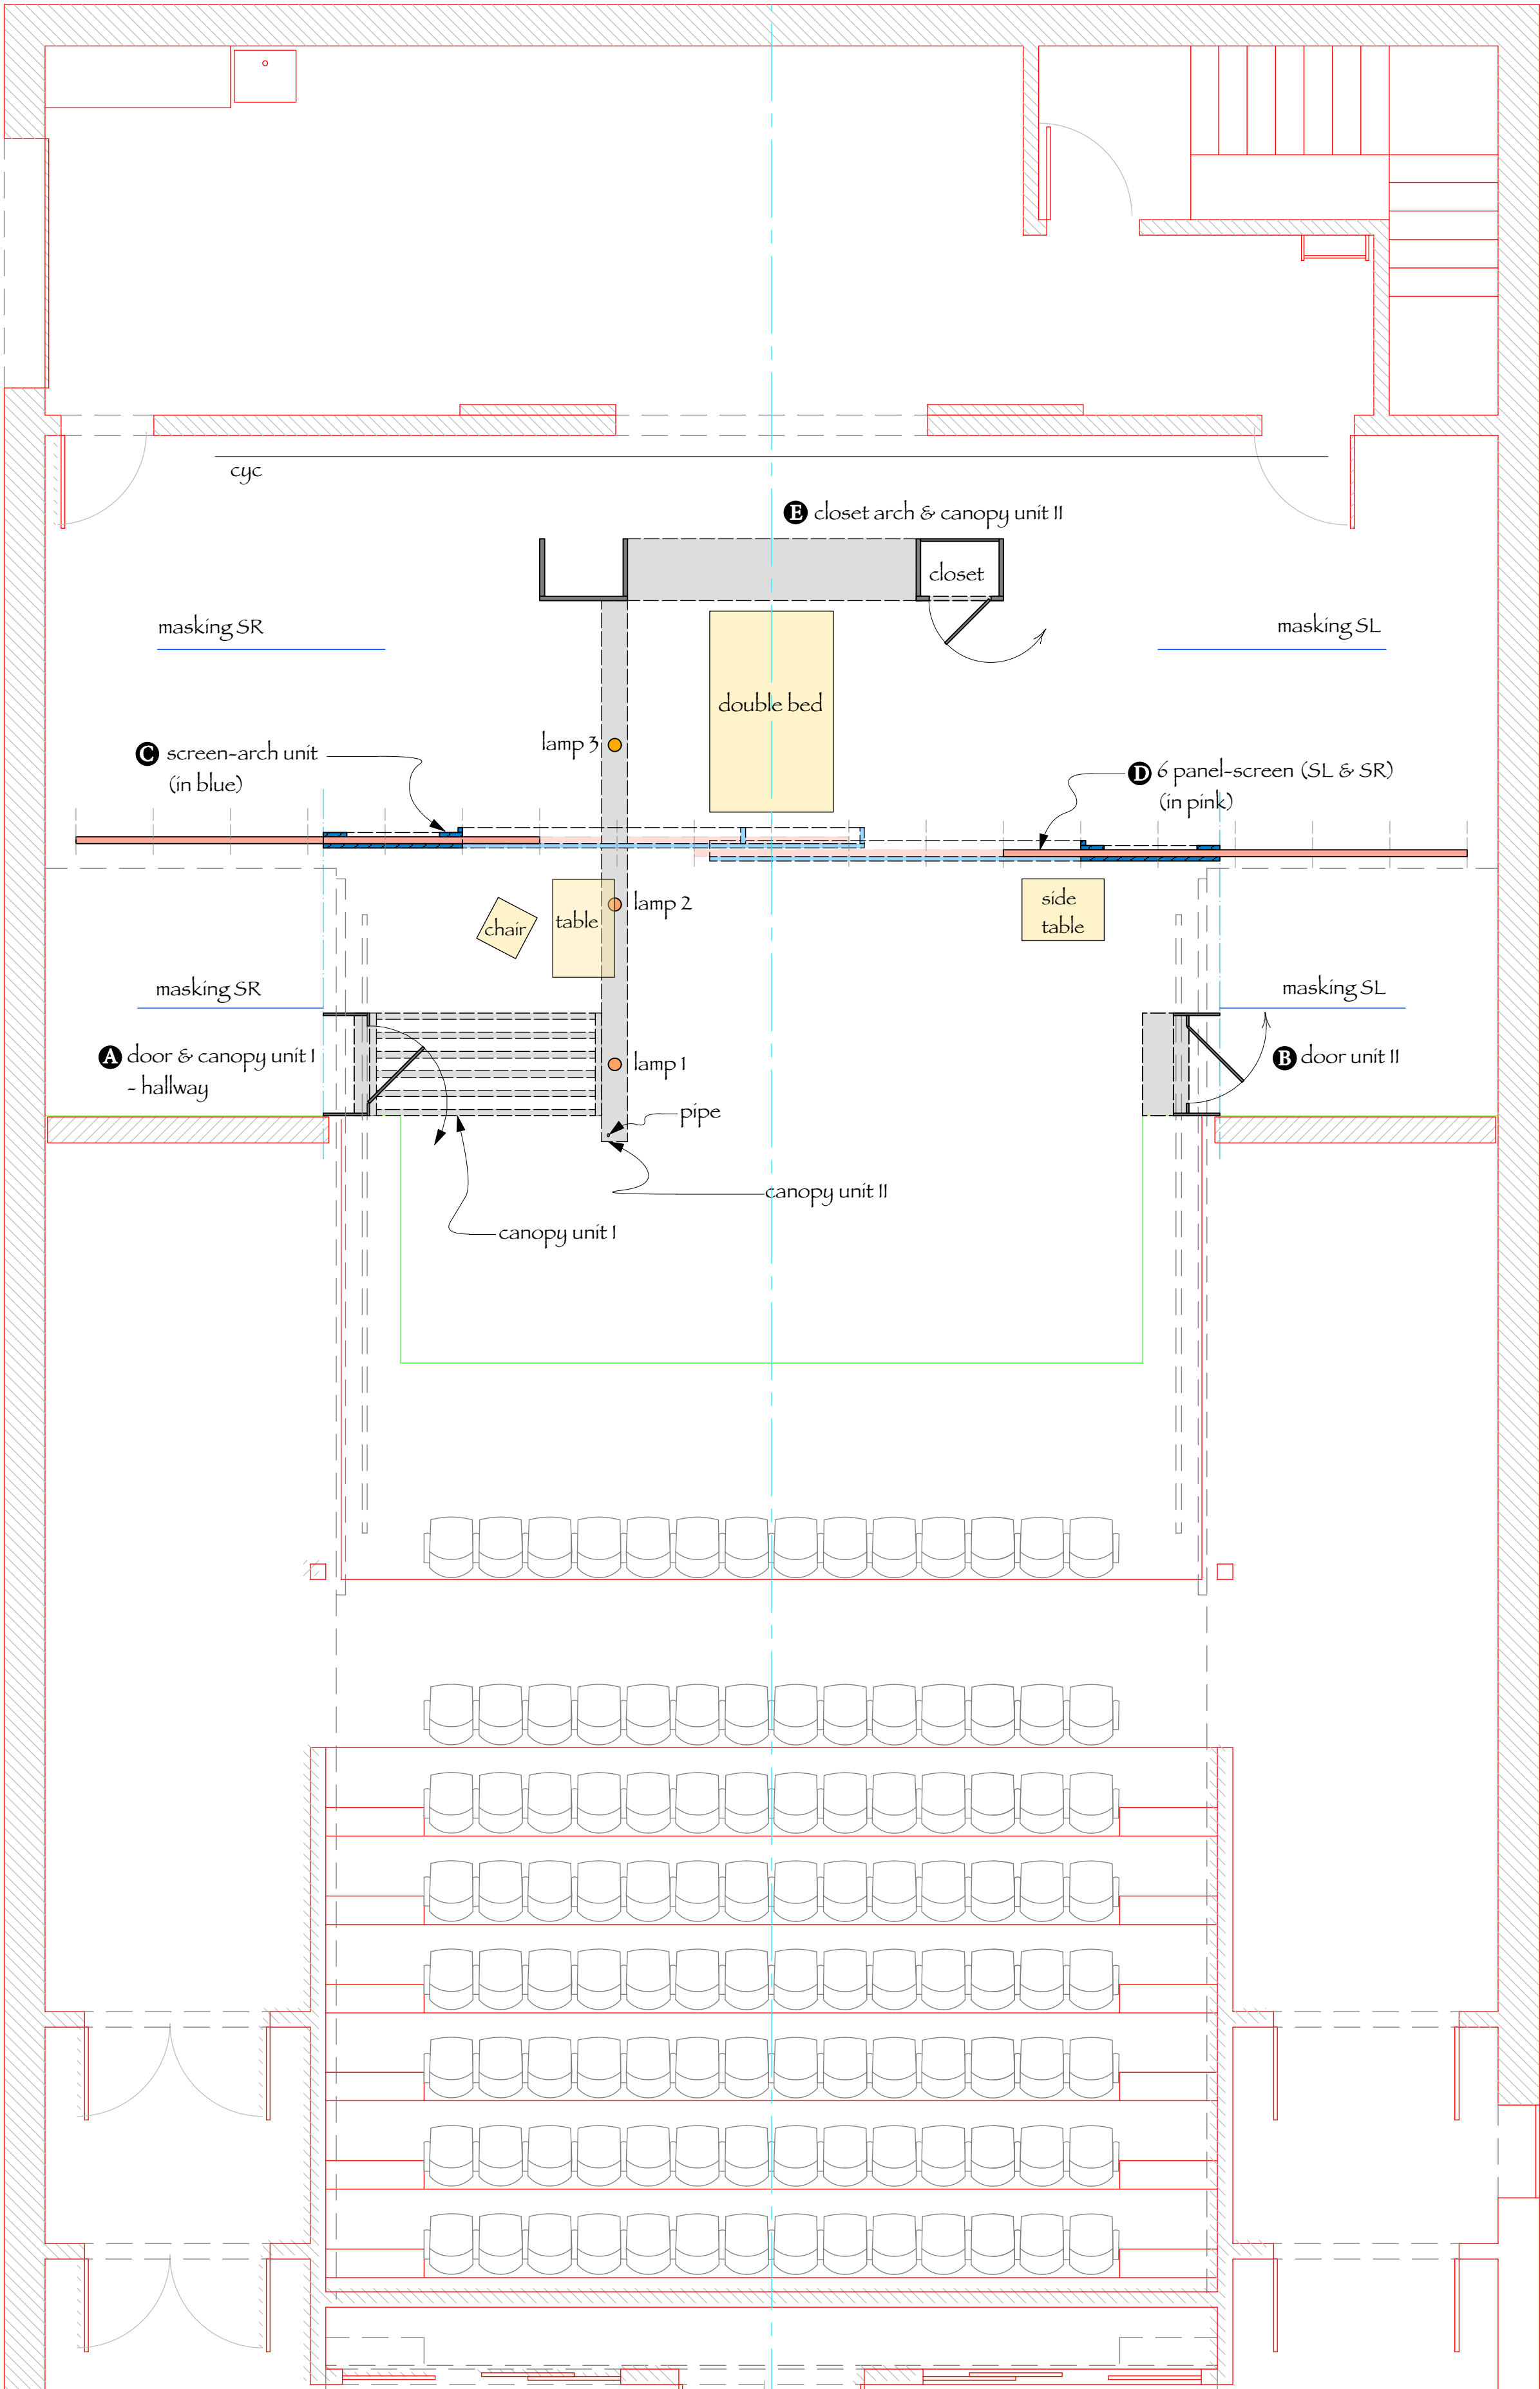 cyc
E closet arch & canopy unit II
closet
masking SR
masking SL
double bed
lamp 3
C screen-arch unit
(in blue)
D 6 panel-screen (SL & SR)
(in pink)
chair
table
lamp 2
side
table
masking SR
masking SL
A door & canopy unit I
- hallway
lamp 1
B door unit II
pipe
canopy unit II
canopy unit I